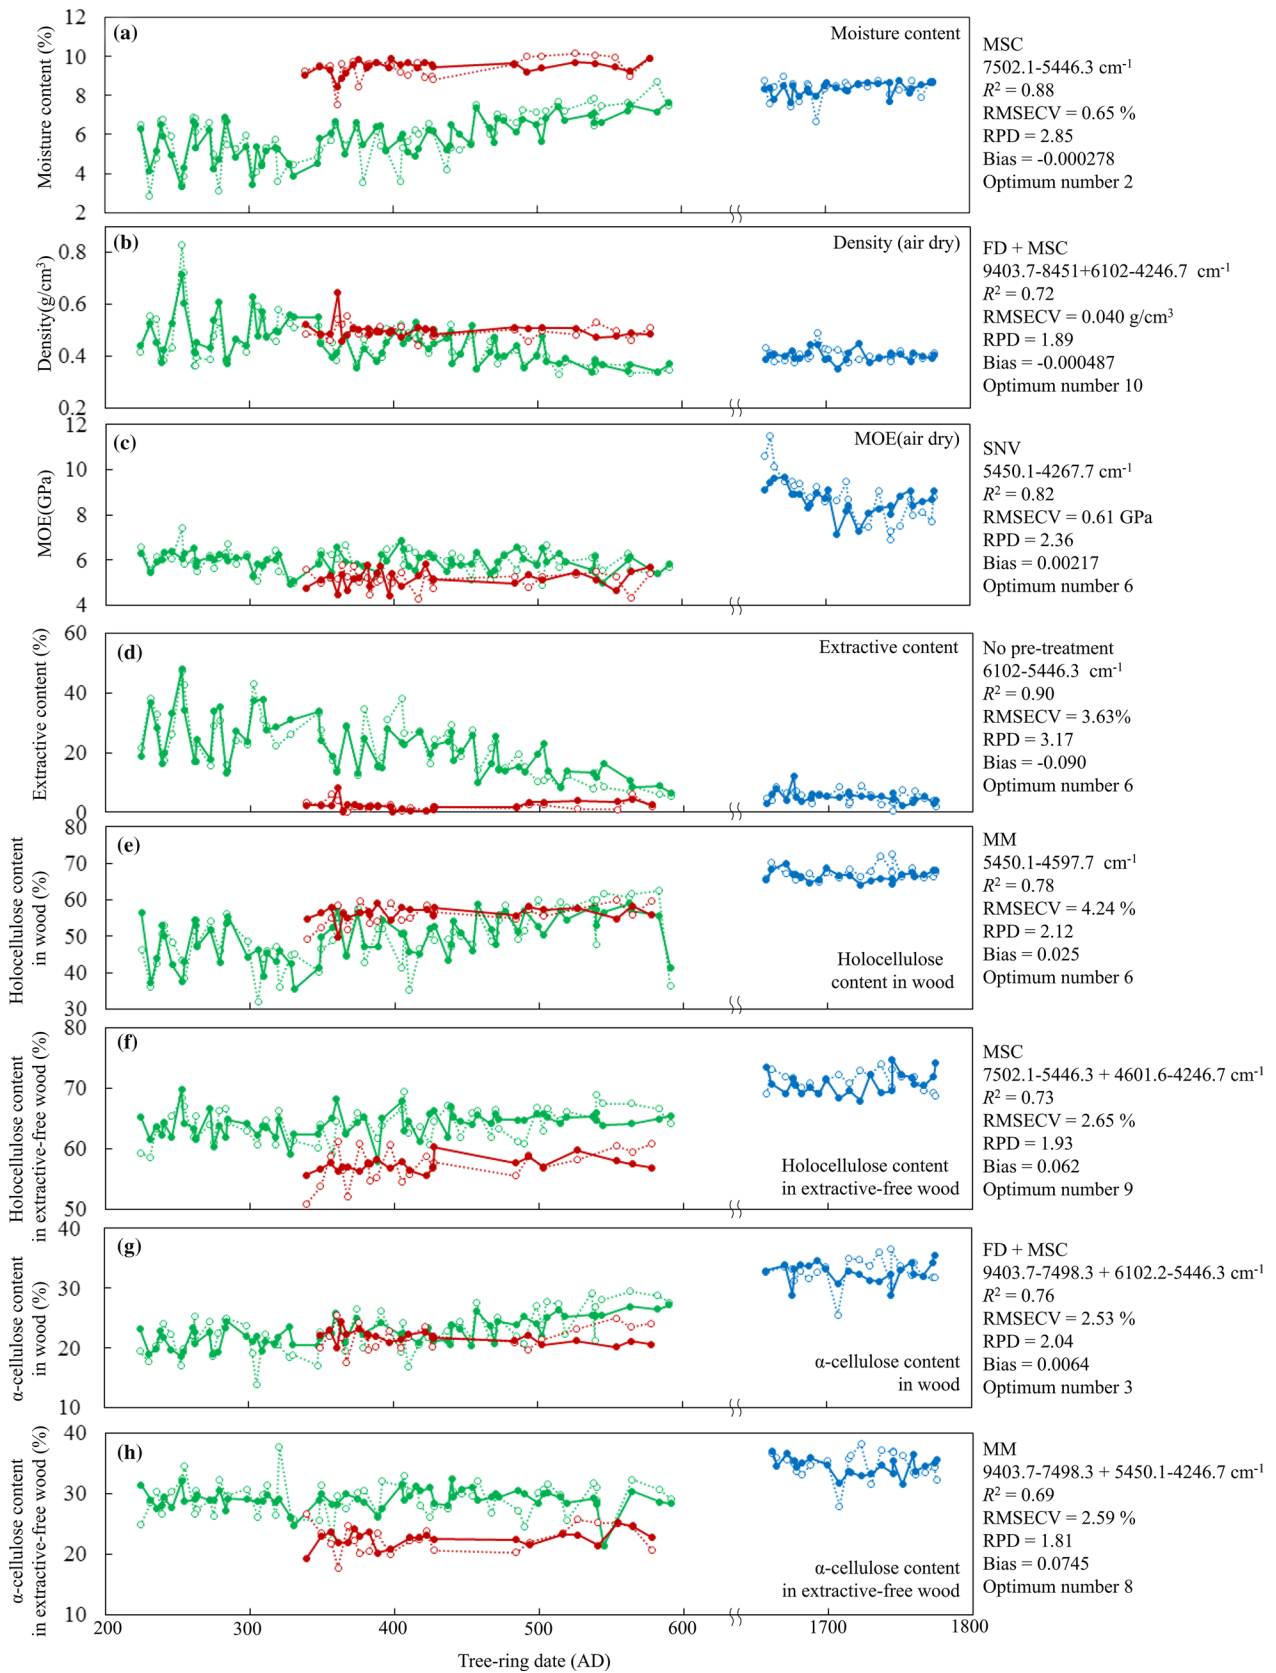 12
10
8
6
4
2
Moisture content (%)
(a)
Moisture content
MSC
7502.1-5446.3 cm-1
R2 = 0.88
RMSECV = 0.65 %
RPD = 2.85
Bias = -0.000278
Optimum number 2
0.8
0.6
0.4
0.2
Density(g/cm3)
(b)
Density (air dry)
FD + MSC
9403.7-8451+6102-4246.7 cm-1
R2 = 0.72
RMSECV = 0.040 g/cm3
RPD = 1.89
Bias = -0.000487
Optimum number 10
12
10
8
6
4
MOE(GPa)
(c)
MOE(air dry)
SNV
5450.1-4267.7 cm-1
R2 = 0.82
RMSECV = 0.61 GPa
RPD = 2.36
Bias = 0.00217
Optimum number 6
60
40
20
0
Extractive content (%)
(d)
Extractive content
No pre-treatment
6102-5446.3 cm-1
R2 = 0.90
RMSECV = 3.63%
RPD = 3.17
Bias = -0.090
Optimum number 6
80
70
60
50
40
30
Holocellulose content
in wood (%)
(e)
Holocellulose
content in wood
MM
5450.1-4597.7 cm-1
R2 = 0.78
RMSECV = 4.24 %
RPD = 2.12
Bias = 0.025
Optimum number 6
80
70
60
50
Holocellulose content
in extractive-free wood (%)
(f)
Holocellulose content
in extractive-free wood
MSC
7502.1-5446.3 + 4601.6-4246.7 cm-1
R2 = 0.73
RMSECV = 2.65 %
RPD = 1.93
Bias = 0.062
Optimum number 9
40
30
20
10
α-cellulose content
in wood (%)
(g)
α-cellulose content
in wood
FD + MSC
9403.7-7498.3 + 6102.2-5446.3 cm-1
R2 = 0.76
RMSECV = 2.53 %
RPD = 2.04
Bias = 0.0064
Optimum number 3
40
30
20
10
α-cellulose content
in extractive-free wood (%)
(h)
α-cellulose content
in extractive-free wood
MM
9403.7-7498.3 + 5450.1-4246.7 cm-1
R2 = 0.69
RMSECV = 2.59 %
RPD = 1.81
Bias = 0.0745
Optimum number 8
200 300 400 500 600 1700 1800
Tree-ring date (AD)